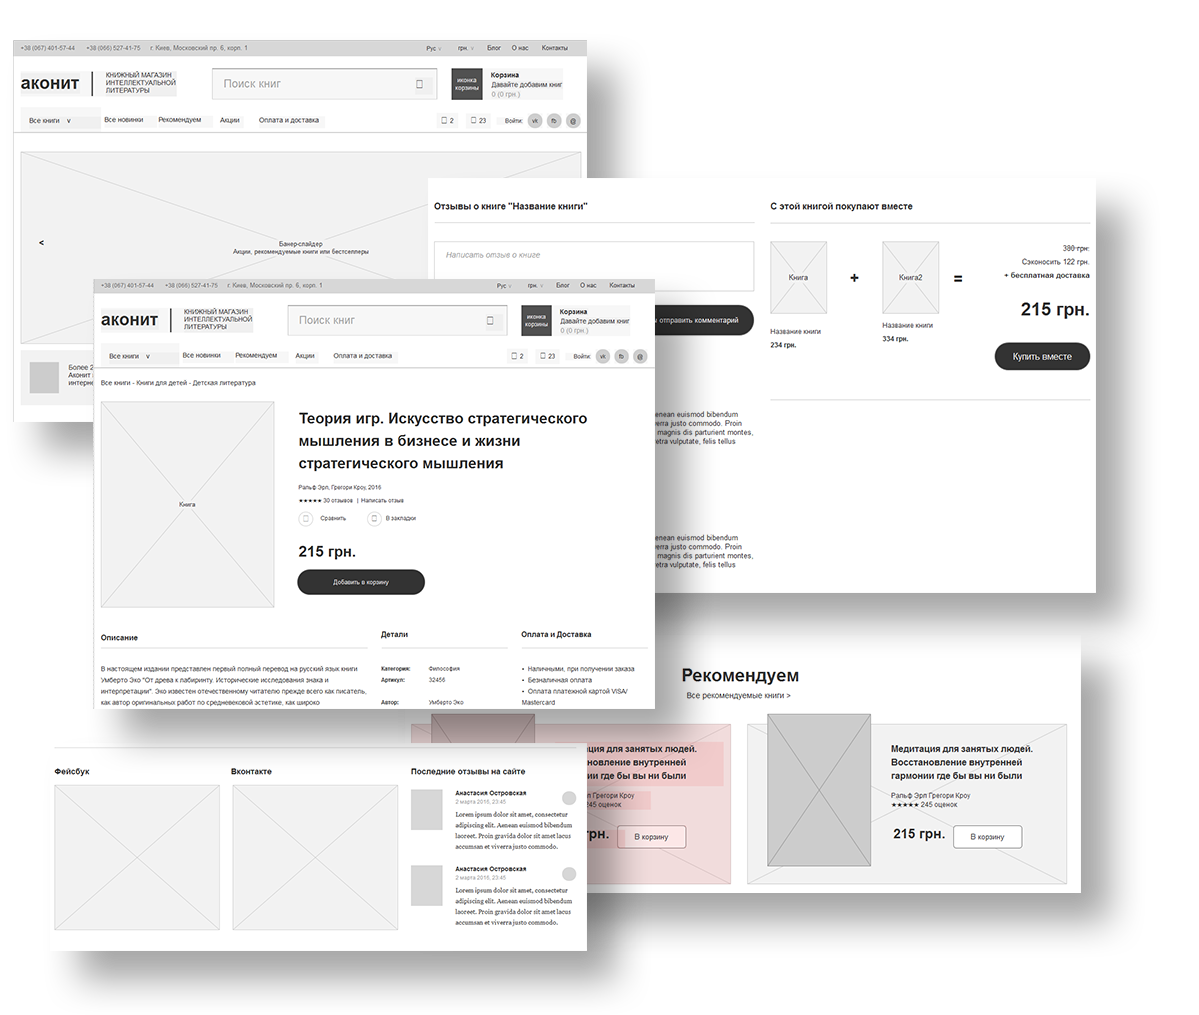 +38 (067) 401-57-44 +38 (066) 527-41-75 г. Киев, Московский пр. 6, корп. 1 Рус v грн. v Блог О нас Контакты
аконит
КНИЖНЫЙ МАГАЗИН
ИНТЕЛЛЕКТУАЛЬНОЙ
ЛИТЕРАТУРЫ
Поиск книг
иконка
корзины
Корзина
Давайте добавим книг
0 (0 грн.)
Все книги v Все новинки Рекомендуем Акции Оплата и доставка 2 23 Войти: vk fb @
<
Банер-слайдер
Акции, рекомендуемые книги или бестселлеры
Более 2
Аконит
интерне
Отзывы о книге "Название книги"
Написать отзыв о книге
отправить комментарий
enean euismod bibendum
erra justo commodo. Proin
magnis dis parturient montes,
etra vulputate, felis tellus
enean euismod bibendum
erra justo commodo. Proin
magnis dis parturient montes,
etra vulputate, felis tellus
С этой книгой покупают вместе
Книга + Книга2 =
Название книги
234 грн.
Название книги
334 грн.
380 грн.
Сэконосить 122 грн.
+ бесплатная доставка
215 грн.
Купить вместе
+38 (067) 401-57-44 +38 (066) 527-41-75 г. Киев, Московский пр. 6, корп. 1 Рус v грн. v Блог О нас Контакты
аконит
КНИЖНЫЙ МАГАЗИН
ИНТЕЛЛЕКТУАЛЬНОЙ
ЛИТЕРАТУРЫ
Поиск книг
иконка
корзины
Корзина
Давайте добавим книг
0 (0 грн.)
Все книги v Все новинки Рекомендуем Акции Оплата и доставка 2 23 Войти: vk fb @
Все книги - Книги для детей - Детская литература
Книга
Теория игр. Искусство стратегического
мышления в бизнесе и жизни
стратегического мышления
Ральф Эрл, Грегори Кроу, 2016
★★★★★ 30 отзывов | Написать отзыв
Сравнить В закладки
215 грн.
Добавить в корзину
Описание
В настоящем издании представлен первый полный перевод на русский язык книги
Умберто Эко "От древа к лабиринту. Исторические исследования знака и
интерпретации". Эко известен отечественному читателю прежде всего как писатель,
как автор оригинальных работ по средневековой эстетике, как широко
Детали
Категория: Философия
Артикул: 32456
Автор: Умберто Эко
Оплата и Доставка
• Наличными, при получении заказа
• Безналичная оплата
• Оплата платежной картой VISA/
Mastercard
Рекомендуем
Все рекомендуемые книги >
ция для занятых людей.
ановление внутренней
нии где бы вы ни были
Эрл Грегори Кроу
245 оценок
рн.
В корзину
Медитация для занятых людей.
Восстановление внутренней
гармонии где бы вы ни были
Ральф Эрл Грегори Кроу
★★★★★ 245 оценок
215 грн.
В корзину
Фейсбук
Вконтакте
Последние отзывы на сайте
Анастасия Островская
2 марта 2016, 23:45
Lorem ipsum dolor sit amet, consectetur
adipiscing elit. Aenean euismod bibendum
laoreet. Proin gravida dolor sit amet lacus
accumsan et viverra justo commodo.
Анастасия Островская
2 марта 2016, 23:45
Lorem ipsum dolor sit amet, consectetur
adipiscing elit. Aenean euismod bibendum
laoreet. Proin gravida dolor sit amet lacus
accumsan et viverra justo commodo.